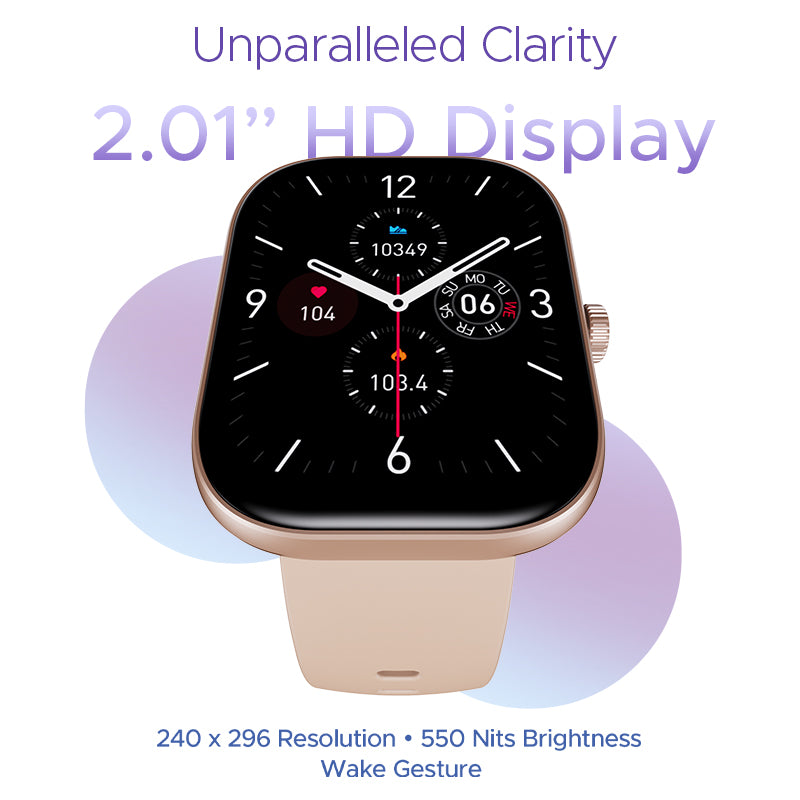 Unparalleled Clarity
2.01” HD Display
12
10349
9
104
SU MO TU WE TH FR SA
06
3
103.4
6
240 x 296 Resolution • 550 Nits Brightness
Wake Gesture